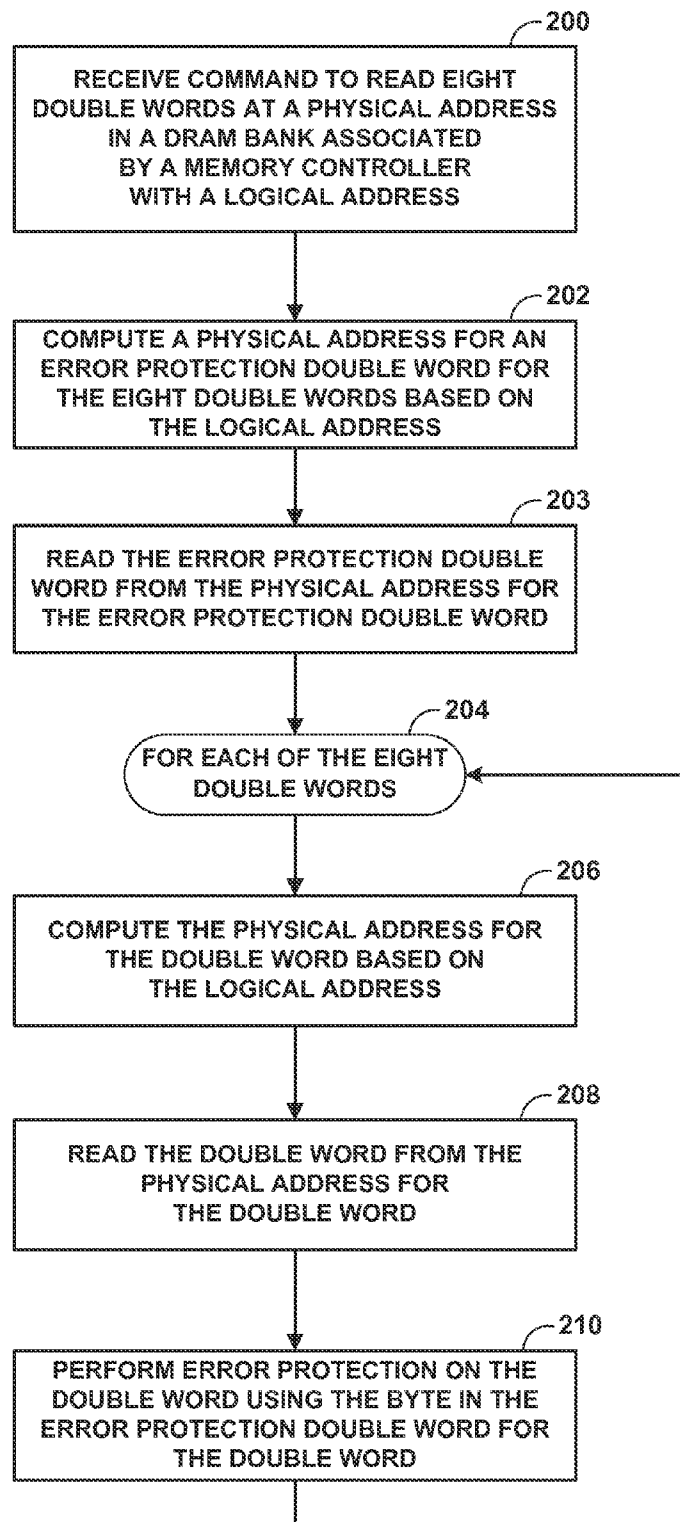 200
RECEIVE COMMAND TO READ EIGHT
DOUBLE WORDS AT A PHYSICAL ADDRESS
IN A DRAM BANK ASSOCIATED
BY A MEMORY CONTROLLER
WITH A LOGICAL ADDRESS
202
COMPUTE A PHYSICAL ADDRESS FOR AN
ERROR PROTECTION DOUBLE WORD FOR
THE EIGHT DOUBLE WORDS BASED ON
THE LOGICAL ADDRESS
203
READ THE ERROR PROTECTION DOUBLE
WORD FROM THE PHYSICAL ADDRESS FOR
THE ERROR PROTECTION DOUBLE WORD
204
FOR EACH OF THE EIGHT
DOUBLE WORDS
206
COMPUTE THE PHYSICAL ADDRESS FOR
THE DOUBLE WORD BASED ON
THE LOGICAL ADDRESS
208
READ THE DOUBLE WORD FROM THE
PHYSICAL ADDRESS FOR
THE DOUBLE WORD
210
PERFORM ERROR PROTECTION ON THE
DOUBLE WORD USING THE BYTE IN THE
ERROR PROTECTION DOUBLE WORD FOR
THE DOUBLE WORD